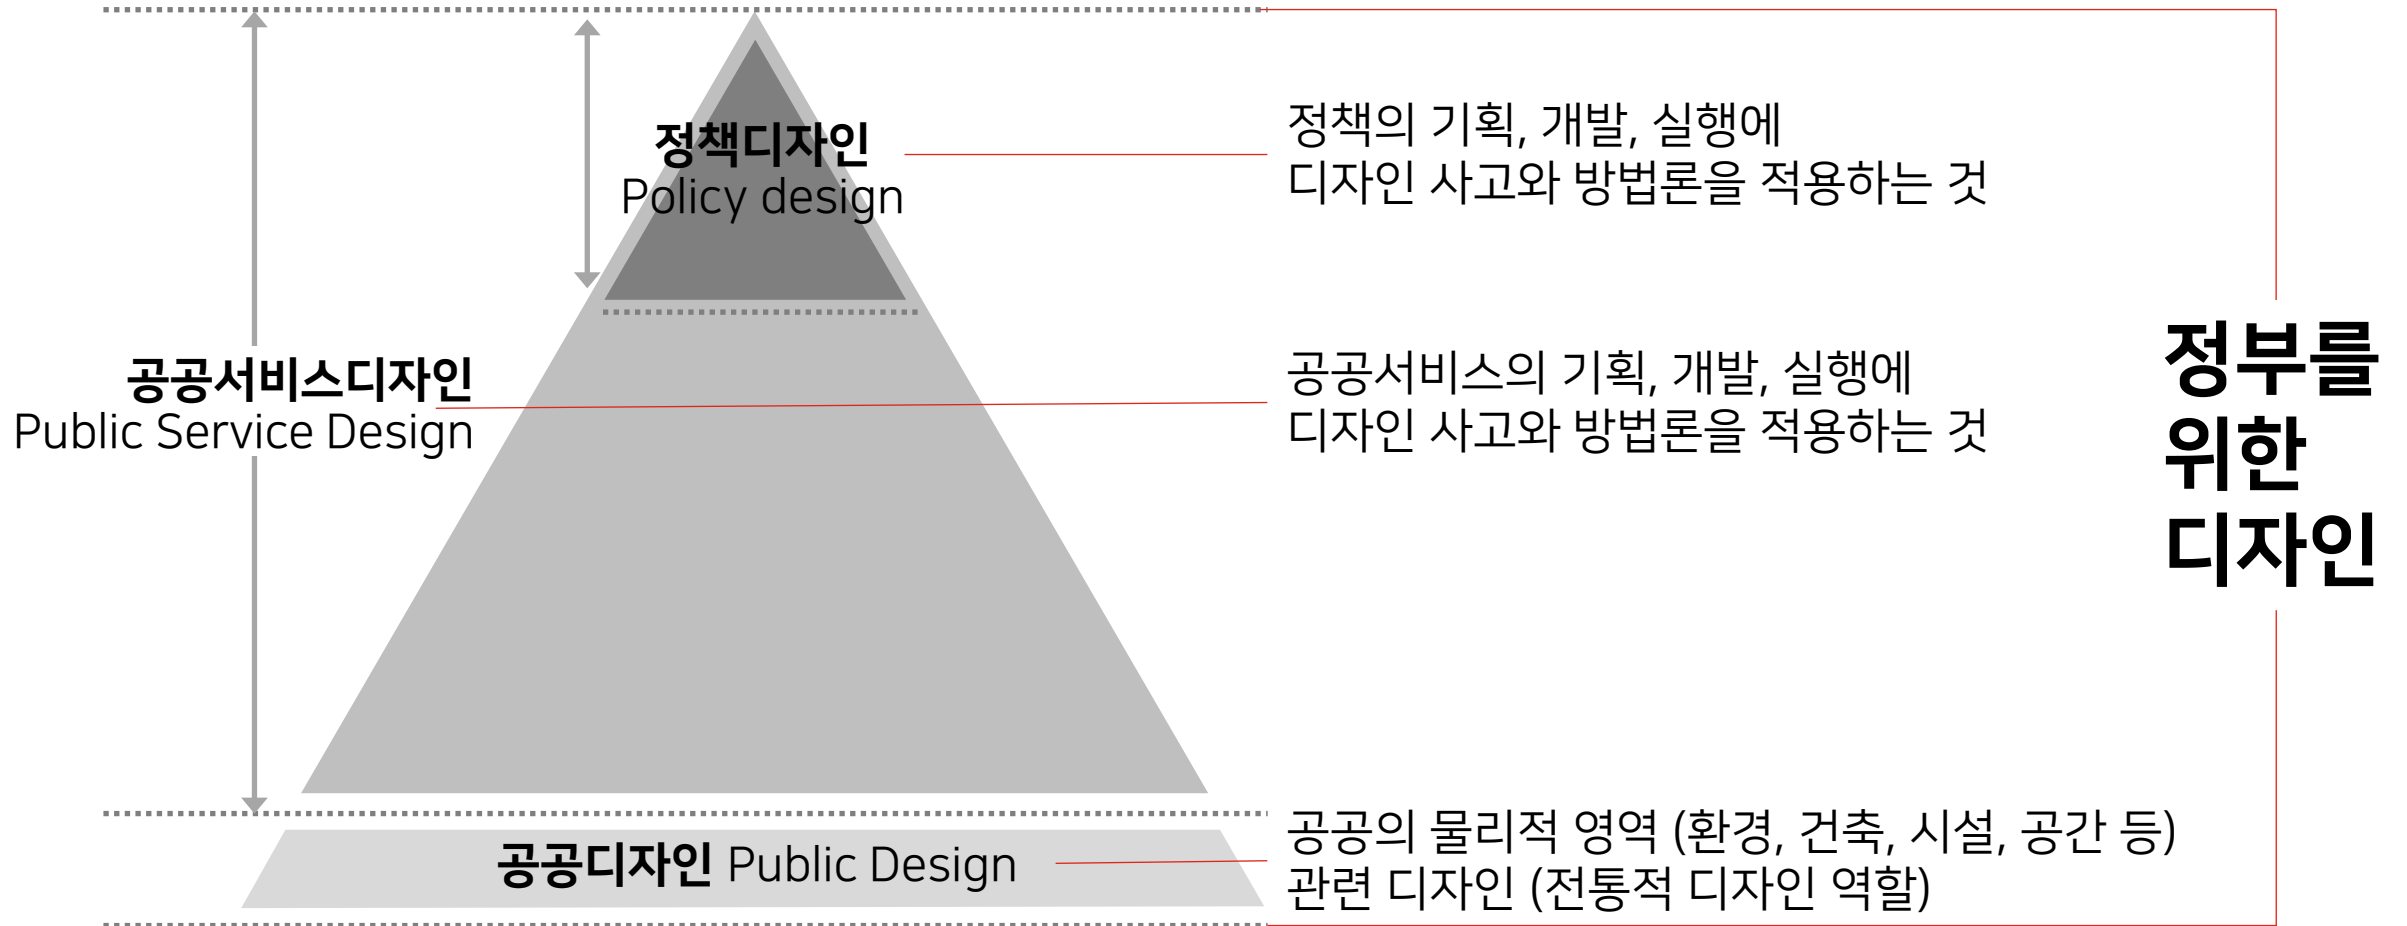 정책디자인
Policy design
정책의 기획, 개발, 실행에
디자인 사고와 방법론을 적용하는 것
공공서비스디자인
Public Service Design
공공서비스의 기획, 개발, 실행에
디자인 사고와 방법론을 적용하는 것
공공디자인 Public Design
공공의 물리적 영역 (환경, 건축, 시설, 공간 등)
관련 디자인 (전통적 디자인 역할)
정부를
위한
디자인